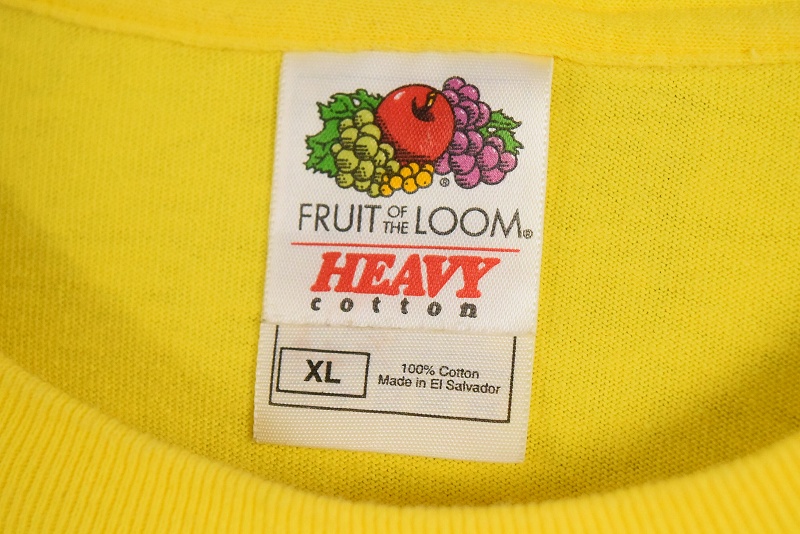 ®
FRUIT OF THE LOOM®
HEAVY
cotton
XL
100% Cotton
Made in El Salvador